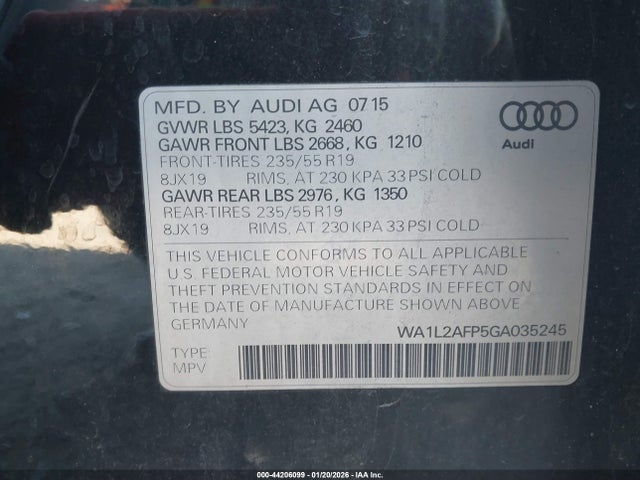 MFD. BY AUDI AG 07 15
GVWR LBS 5423, KG 2460
GAWR FRONT LBS 2668, KG 1210
FRONT-TIRES 235/55 R19
8JX19 RIMS, AT 230 KPA 33 PSI COLD
GAWR REAR LBS 2976, KG 1350
REAR-TIRES 235/55 R19
8JX19 RIMS, AT 230 KPA 33 PSI COLD
Audi
THIS VEHICLE CONFORMS TO ALL APPLICABLE
U.S. FEDERAL MOTOR VEHICLE SAFETY AND
THEFT PREVENTION STANDARDS IN EFFECT ON
THE DATE OF MANUFACTURE SHOWN ABOVE
GERMANY
WA1L2AFP5GA035245
TYPE:
MPV
000-44206099 - 01/20/2026 - © IAA Inc.